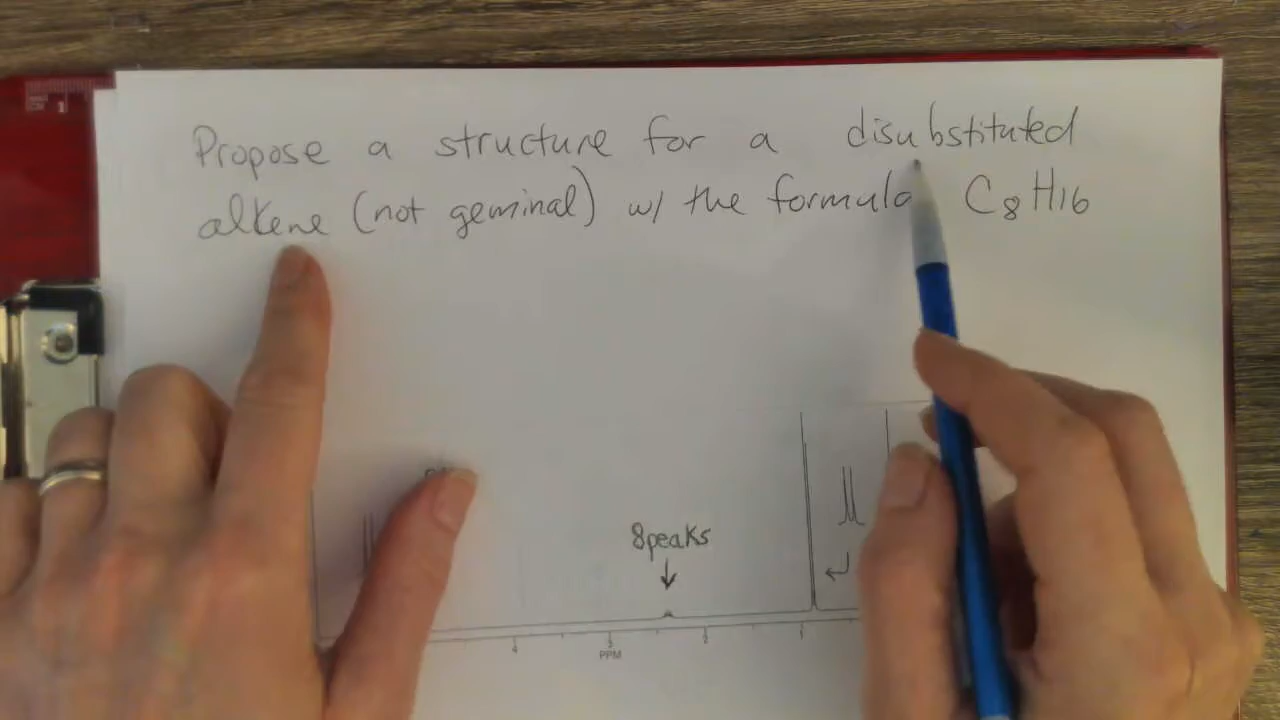 Propose a structure for a disubstituted
alkene (not geminal) w/ the formula C8H16
8peaks
4 3 2 1
PPM